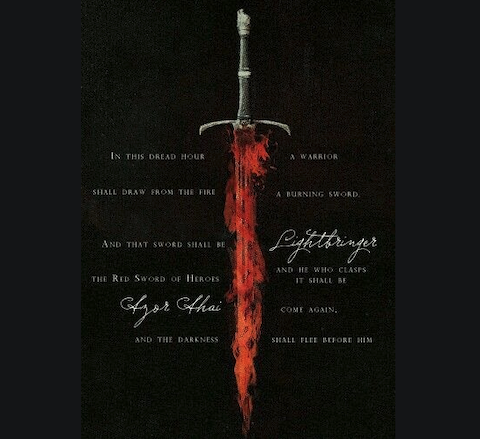 In this dread hour a warrior
shall draw from the fire a burning sword.
And that sword shall be Lightbringer
the Red Sword of Heroes and he who clasps
it shall be
Azor Ahai come again,
and the darkness shall flee before him